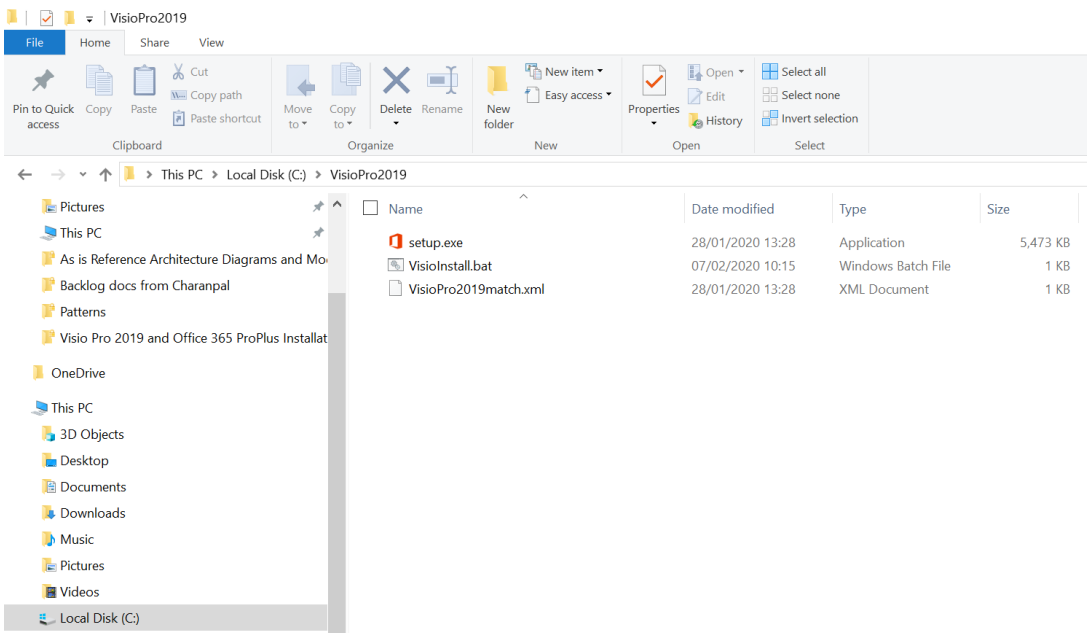 VisioPro2019
File Home Share View
Pin to Quick access
Copy
Paste
Cut
Copy path
Paste shortcut
Clipboard
Move to
Copy to
Delete
Rename
Organize
New folder
New item
Easy access
New
Properties
Open
Edit
History
Open
Select all
Select none
Invert selection
Select
This PC > Local Disk (C:) > VisioPro2019
Pictures
This PC
As is Reference Architecture Diagrams and Mo
Backlog docs from Charanpal
Patterns
Visio Pro 2019 and Office 365 ProPlus Installat
OneDrive
This PC
3D Objects
Desktop
Documents
Downloads
Music
Pictures
Videos
Local Disk (C:)
Name Date modified Type Size
setup.exe 28/01/2020 13:28 Application 5,473 KB
VisioInstall.bat 07/02/2020 10:15 Windows Batch File 1 KB
VisioPro2019match.xml 28/01/2020 13:28 XML Document 1 KB